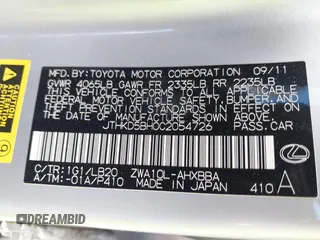 MFD. BY: TOYOTA MOTOR CORPORATION 09/11
GVWR 4065LB GAWR FR 2335LB RR 2235LB
THIS VEHICLE CONFORMS TO ALL APPLICABLE
FEDERAL MOTOR VEHICLE SAFETY, BUMPER, AND
THEFT PREVENTION STANDARDS IN EFFECT ON
THE DATE OF MANUFACTURE SHOWN ABOVE.
JTHKD5BH0C2054726
PASS. CAR
C/TR: 1G1/LB20 ZWA10L-AHXBBA
A/TM: -01A/P410 MADE IN JAPAN
410 A
DREAMBID